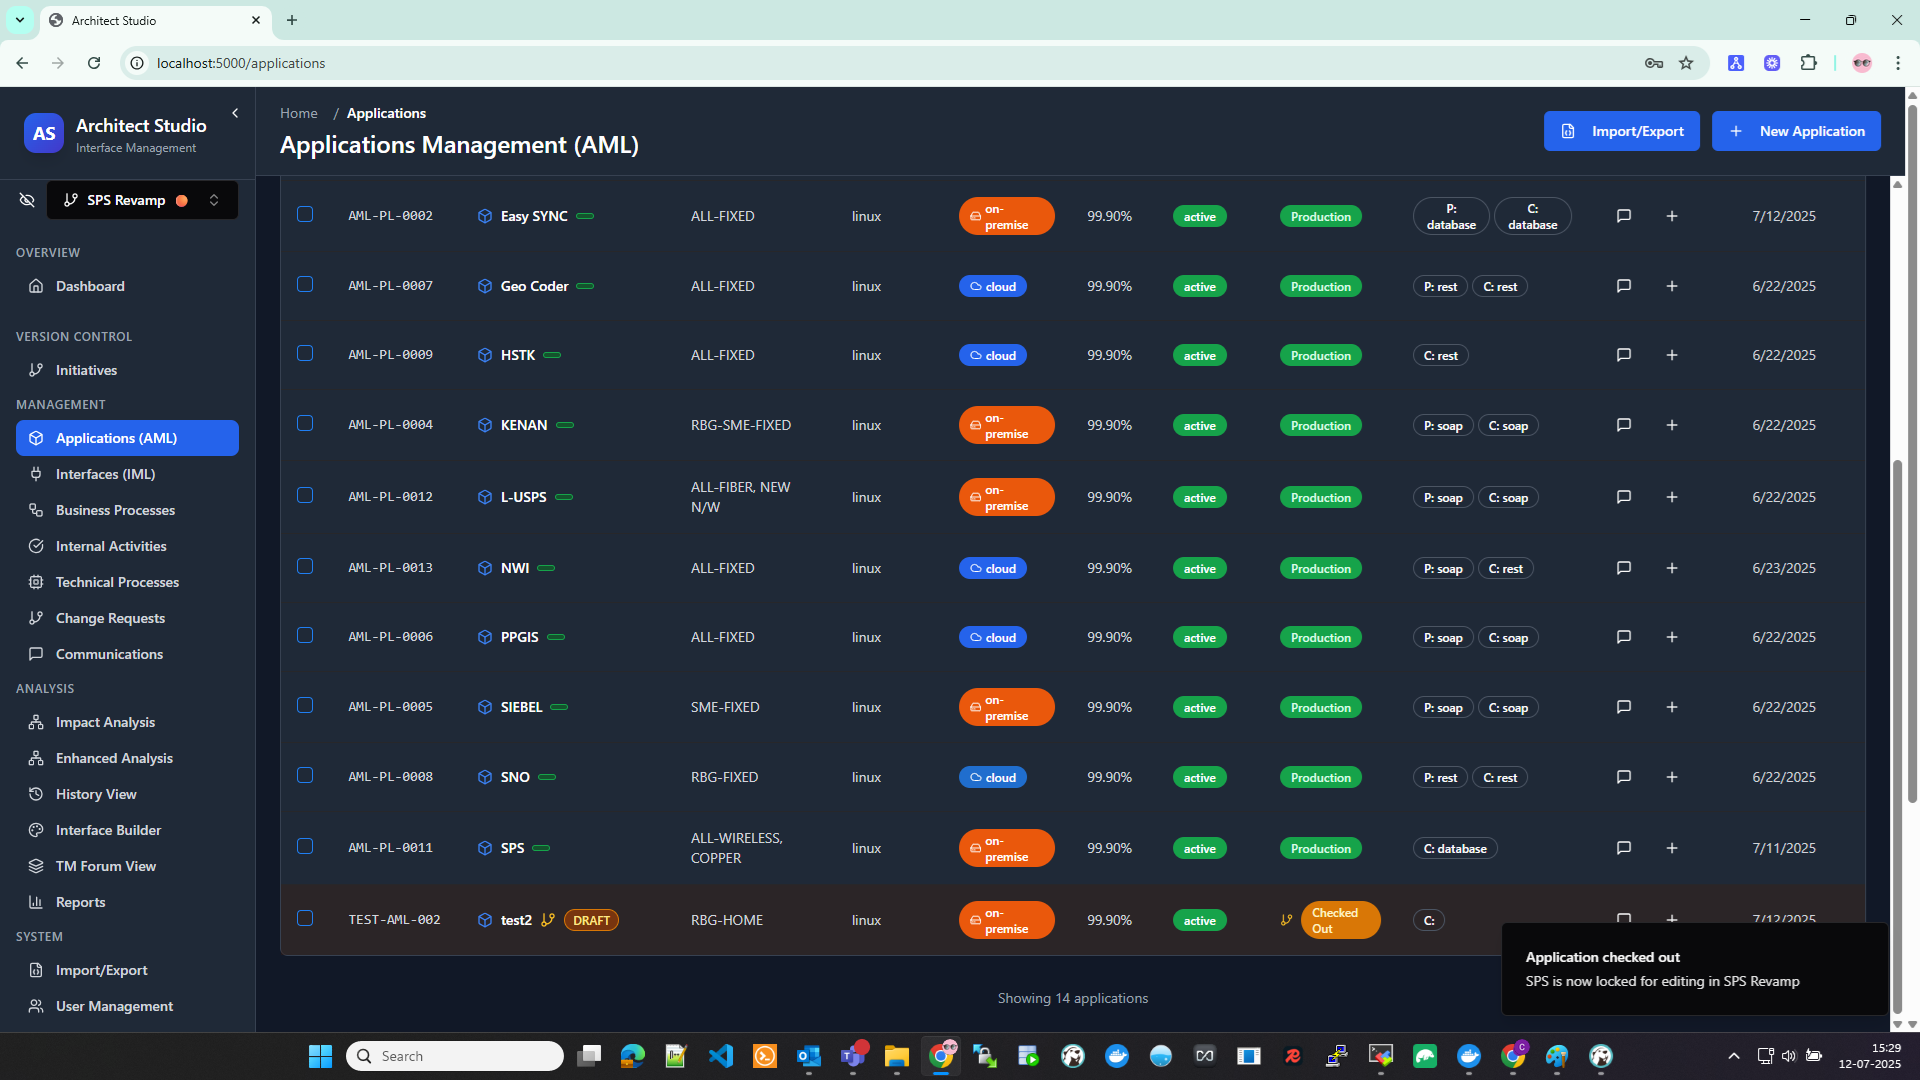 Architect Studio
localhost:5000/applications
AS
Architect Studio
Interface Management
SPS Revamp
OVERVIEW
Dashboard
VERSION CONTROL
Initiatives
MANAGEMENT
Applications (AML)
Interfaces (IML)
Business Processes
Internal Activities
Technical Processes
Change Requests
Communications
ANALYSIS
Impact Analysis
Enhanced Analysis
History View
Interface Builder
TM Forum View
Reports
SYSTEM
Import/Export
User Management
Home / Applications
Applications Management (AML)
Import/Export
New Application
AML-PL-0002 Easy SYNC ALL-FIXED linux on-premise 99.90% active Production P: database C: database 7/12/2025
AML-PL-0007 Geo Coder ALL-FIXED linux cloud 99.90% active Production P: rest C: rest 6/22/2025
AML-PL-0009 HSTK ALL-FIXED linux cloud 99.90% active Production C: rest 6/22/2025
AML-PL-0004 KENAN RBG-SME-FIXED linux on-premise 99.90% active Production P: soap C: soap 6/22/2025
AML-PL-0012 L-USPS ALL-FIBER, NEW N/W linux on-premise 99.90% active Production P: soap C: soap 6/22/2025
AML-PL-0013 NWI ALL-FIXED linux cloud 99.90% active Production P: soap C: rest 6/23/2025
AML-PL-0006 PPGIS ALL-FIXED linux cloud 99.90% active Production P: soap C: soap 6/22/2025
AML-PL-0005 SIEBEL SME-FIXED linux on-premise 99.90% active Production P: soap C: soap 6/22/2025
AML-PL-0008 SNO RBG-FIXED linux cloud 99.90% active Production P: rest C: rest 6/22/2025
AML-PL-0011 SPS ALL-WIRELESS, COPPER linux on-premise 99.90% active Production C: database 7/11/2025
TEST-AML-002 test2 DRAFT RBG-HOME linux on-premise 99.90% active Checked Out C: 7/12/2025
Showing 14 applications
Application checked out
SPS is now locked for editing in SPS Revamp
Search
15:29
12-07-2025